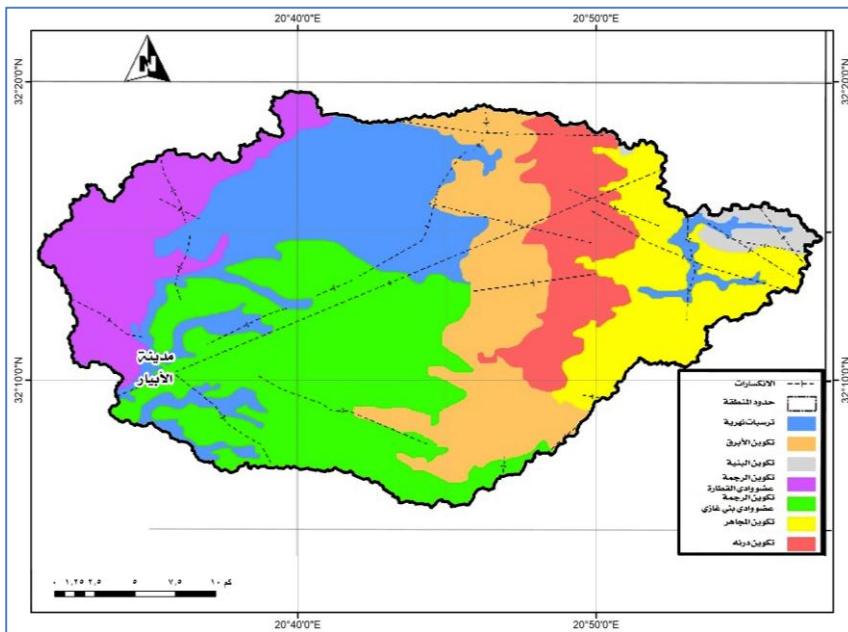 20°40'0"E
20°50'0"E
32°20'0"N
32°20'0"N
N
مدينة
الأبيار
32°10'0"N
32°10'0"N
الانكسارات
حدود المنطقة
ترسبات نهرية
تكوين الأبرق
تكوين البنية
تكوين الرجمة
عضو وادي القطارة
تكوين الرجمة
عضو وادي بني غازي
تكوين المجاهر
تكوين درنه
٠ ١,٢٥ ٢,٥ ٥ ٧,٥ ١٠ كم
20°40'0"E
20°50'0"E